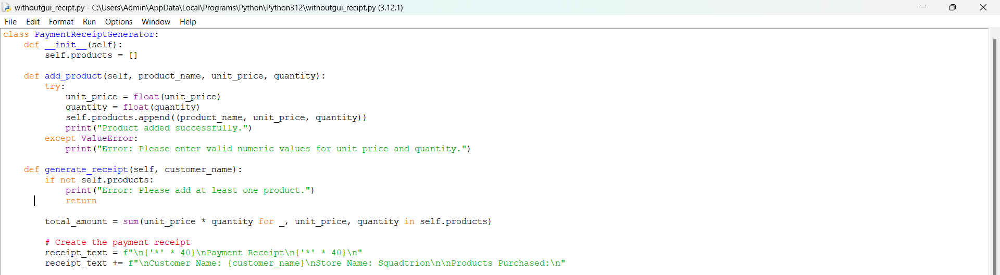 withoutgui_recipt.py - C:\Users\Admin\AppData\Local\Programs\Python\Python312\withoutgui_recipt.py (3.12.1)
File Edit Format Run Options Window Help
class PaymentReceiptGenerator:
    def __init__(self):
        self.products = []

    def add_product(self, product_name, unit_price, quantity):
        try:
            unit_price = float(unit_price)
            quantity = float(quantity)
            self.products.append((product_name, unit_price, quantity))
            print("Product added successfully.")
        except ValueError:
            print("Error: Please enter valid numeric values for unit price and quantity.")

    def generate_receipt(self, customer_name):
        if not self.products:
            print("Error: Please add at least one product.")
            return

        total_amount = sum(unit_price * quantity for _, unit_price, quantity in self.products)

        # Create the payment receipt
        receipt_text = f"\n{'*' * 40}\nPayment Receipt\n{'*' * 40}\n"
        receipt_text += f"\nCustomer Name: {customer_name}\nStore Name: Squadtrion\n\nProducts Purchased:\n"